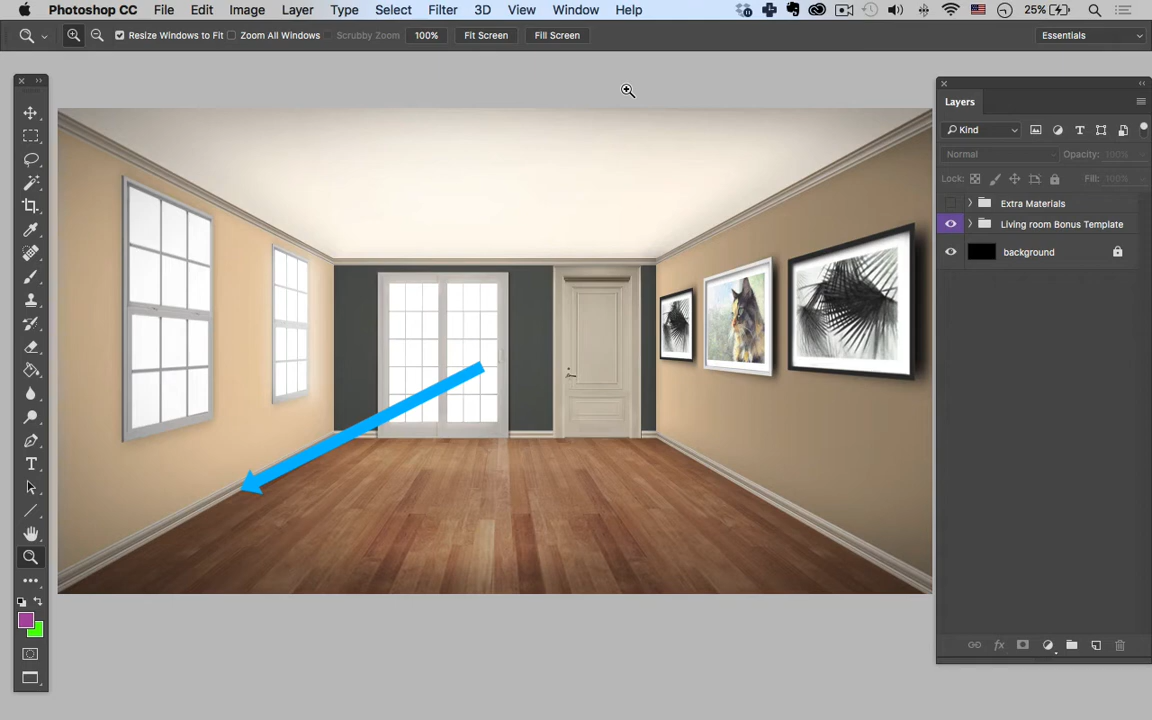 Photoshop CC File Edit Image Layer Type Select Filter 3D View Window Help 25%
Resize Windows to Fit Zoom All Windows Scrubby Zoom 100% Fit Screen Fill Screen Essentials
Layers
Kind
Normal Opacity: 100%
Lock: Fill: 100%
Extra Materials
Living room Bonus Template
background